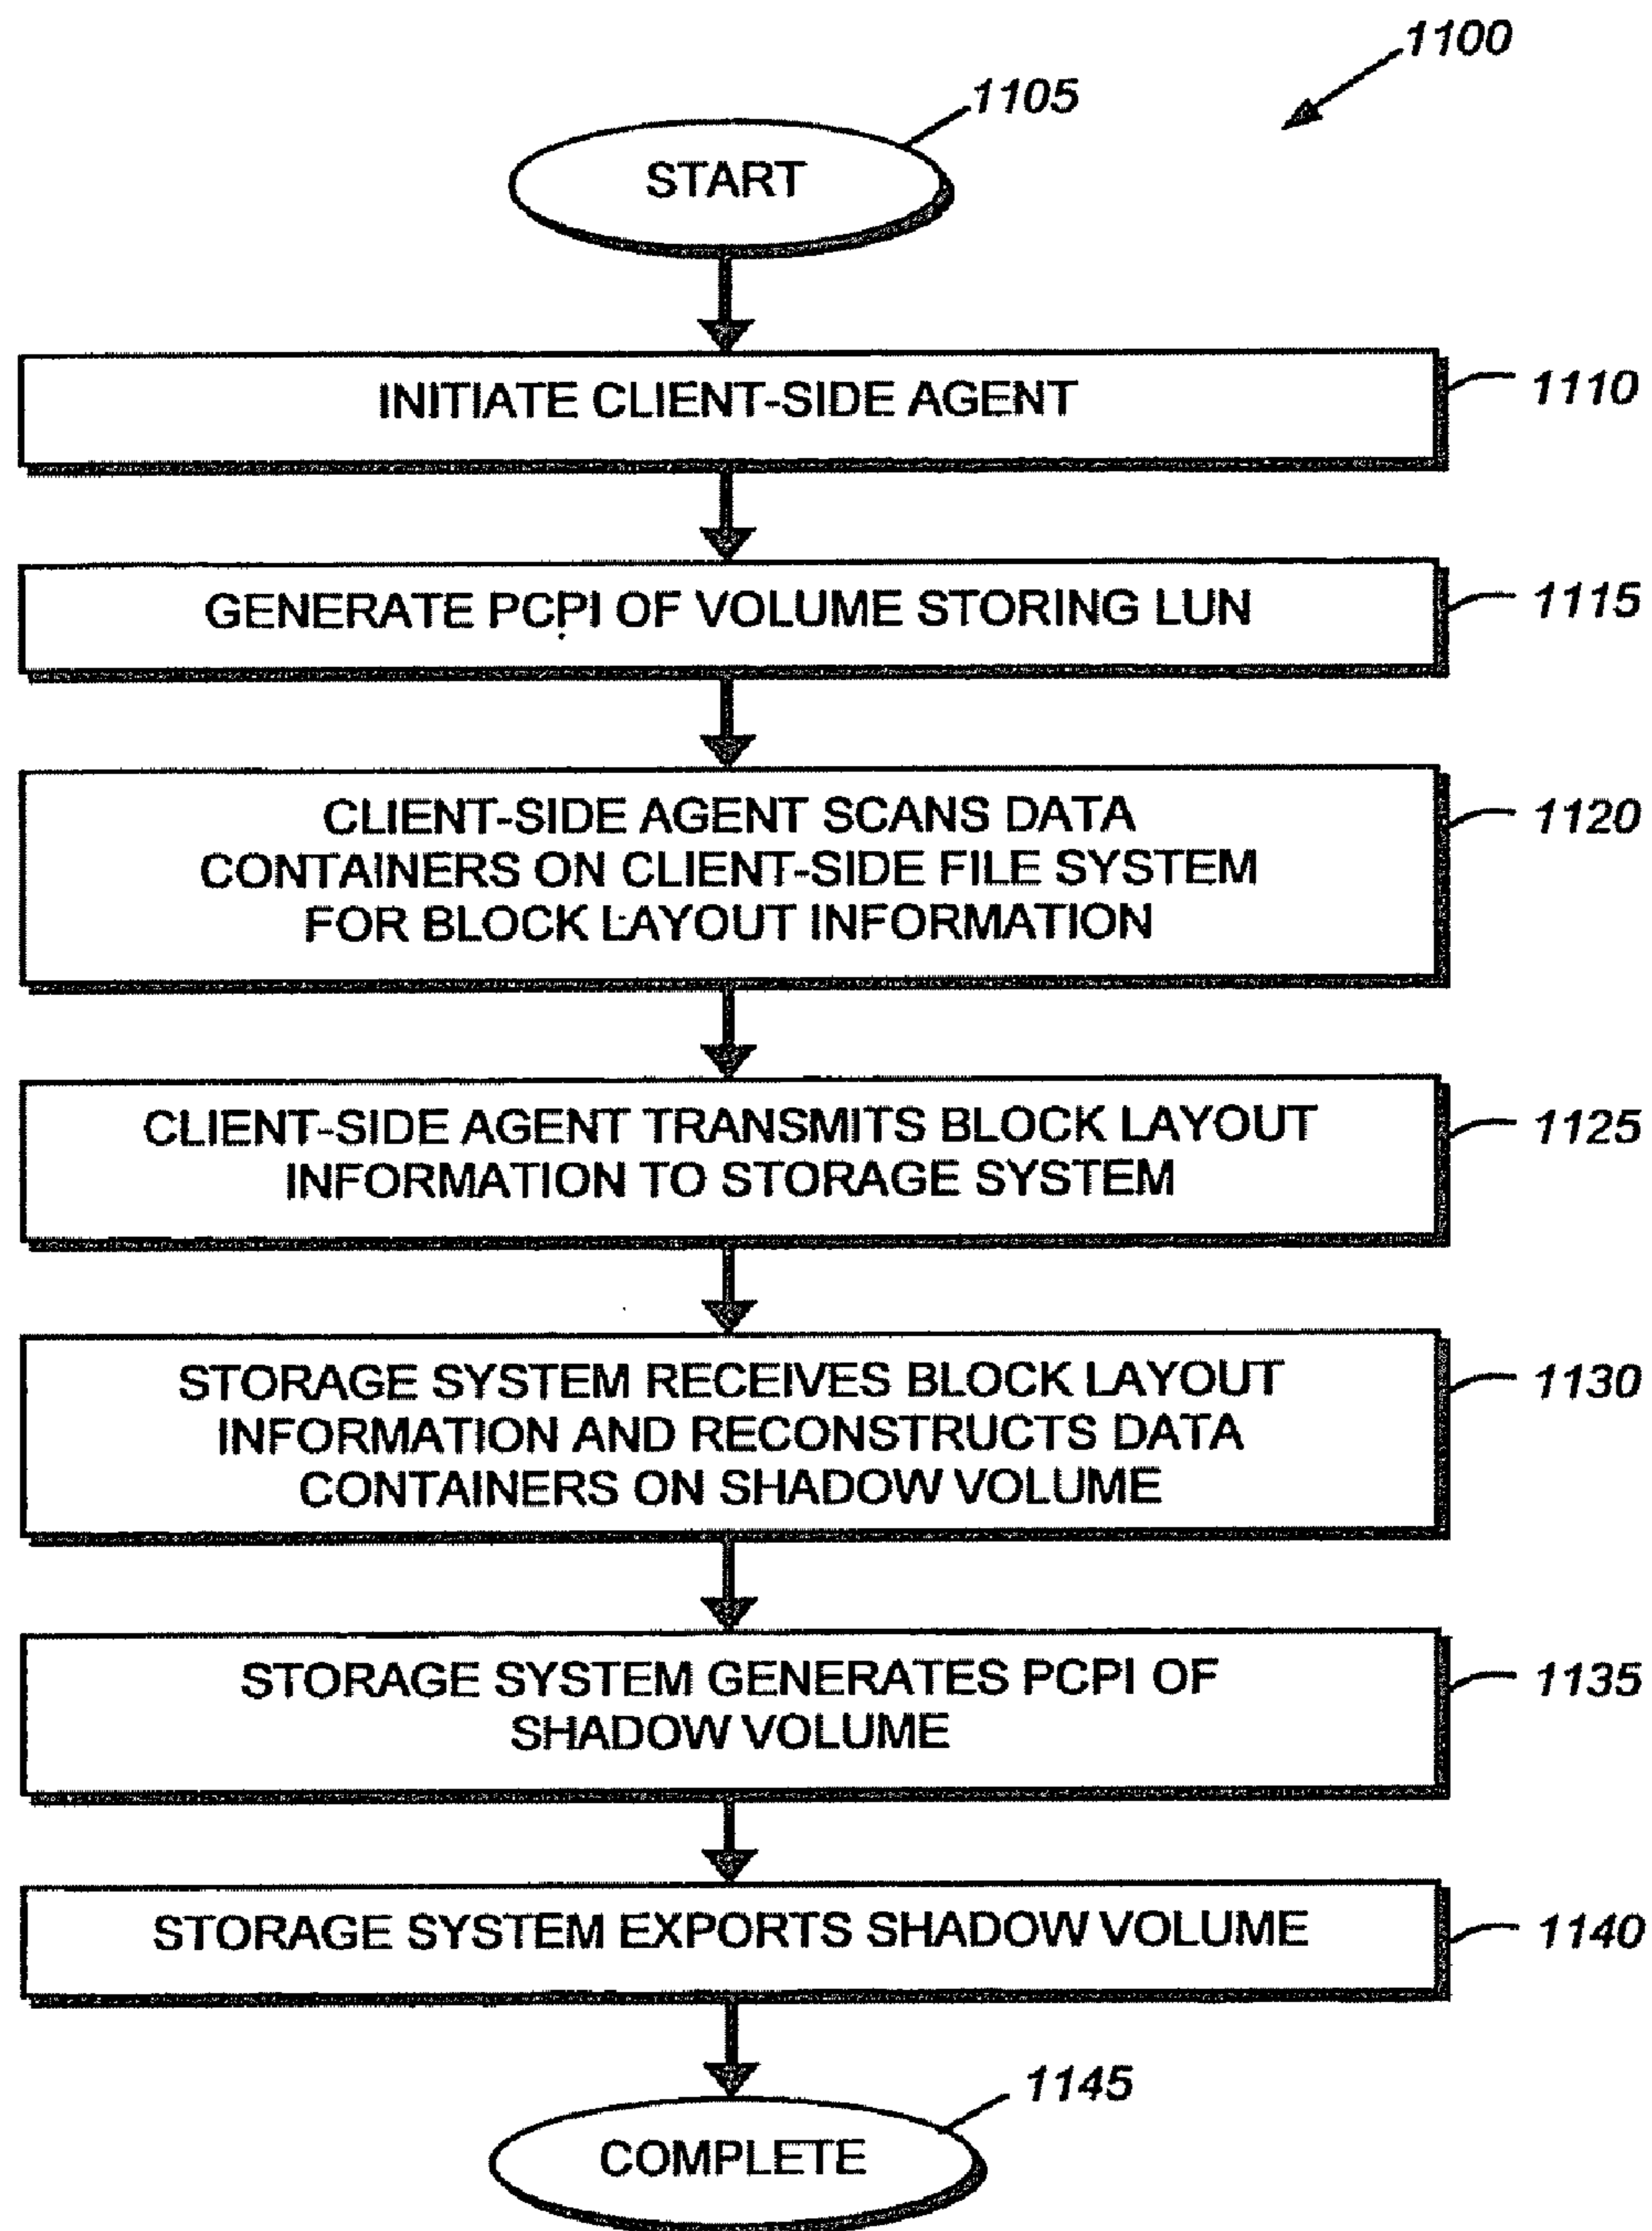 1100
1105
START
INITIATE CLIENT-SIDE AGENT
1110
GENERATE PCPI OF VOLUME STORING LUN
1115
CLIENT-SIDE AGENT SCANS DATA
CONTAINERS ON CLIENT-SIDE FILE SYSTEM
FOR BLOCK LAYOUT INFORMATION
1120
CLIENT-SIDE AGENT TRANSMITS BLOCK LAYOUT
INFORMATION TO STORAGE SYSTEM
1125
STORAGE SYSTEM RECEIVES BLOCK LAYOUT
INFORMATION AND RECONSTRUCTS DATA
CONTAINERS ON SHADOW VOLUME
1130
STORAGE SYSTEM GENERATES PCPI OF
SHADOW VOLUME
1135
STORAGE SYSTEM EXPORTS SHADOW VOLUME
1140
1145
COMPLETE